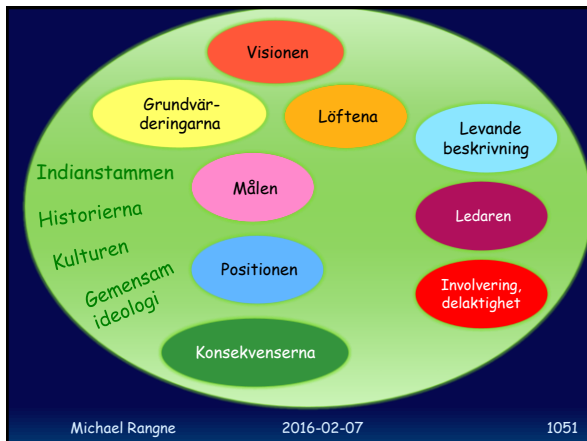 Visionen
Grundvär-
deringarna
Löftena
Levande
beskrivning
Indianstammen
Målen
Historierna
Ledaren
Kulturen
Positionen
Gemensam
ideologi
Involvering,
delaktighet
Konsekvenserna
Michael Rangne 2016-02-07 1051